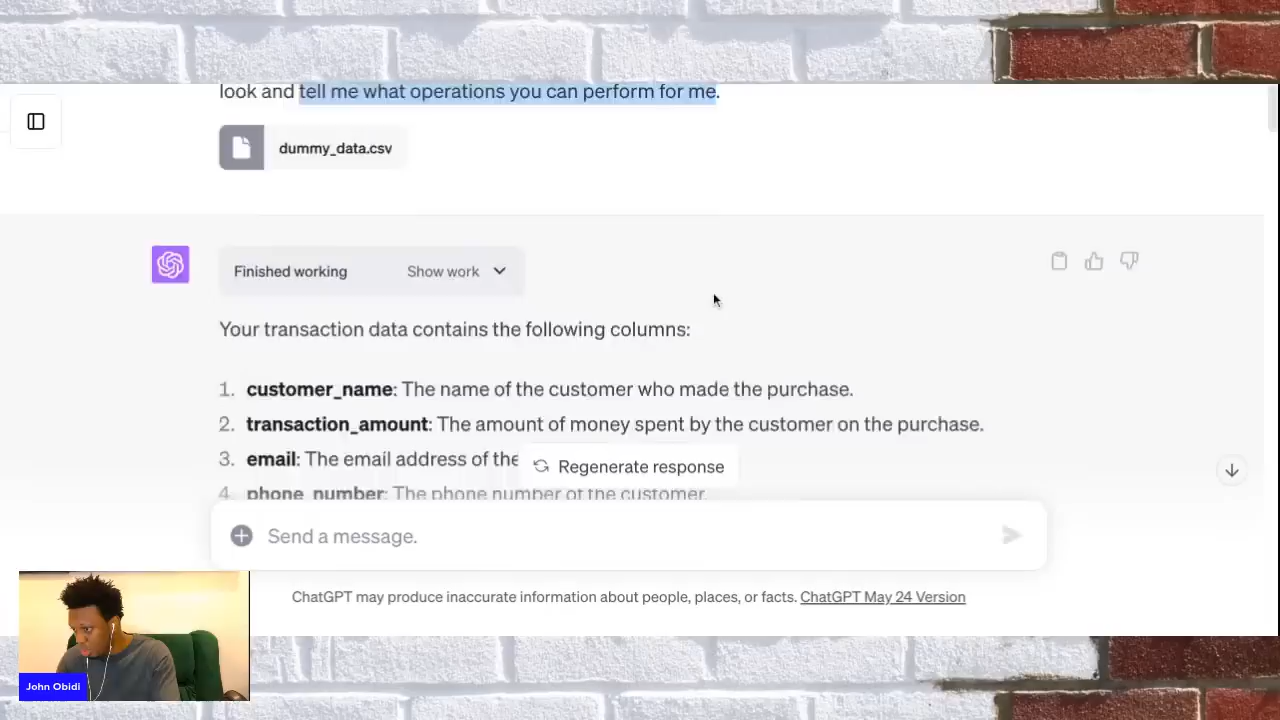 look and tell me what operations you can perform for me.
dummy_data.csv
Finished working Show work
Your transaction data contains the following columns:
1. customer_name: The name of the customer who made the purchase.
2. transaction_amount: The amount of money spent by the customer on the purchase.
3. email: The email address of the
Regenerate response
4. phone_number: The phone number of the customer.
Send a message.
ChatGPT may produce inaccurate information about people, places, or facts. ChatGPT May 24 Version
John Obidi